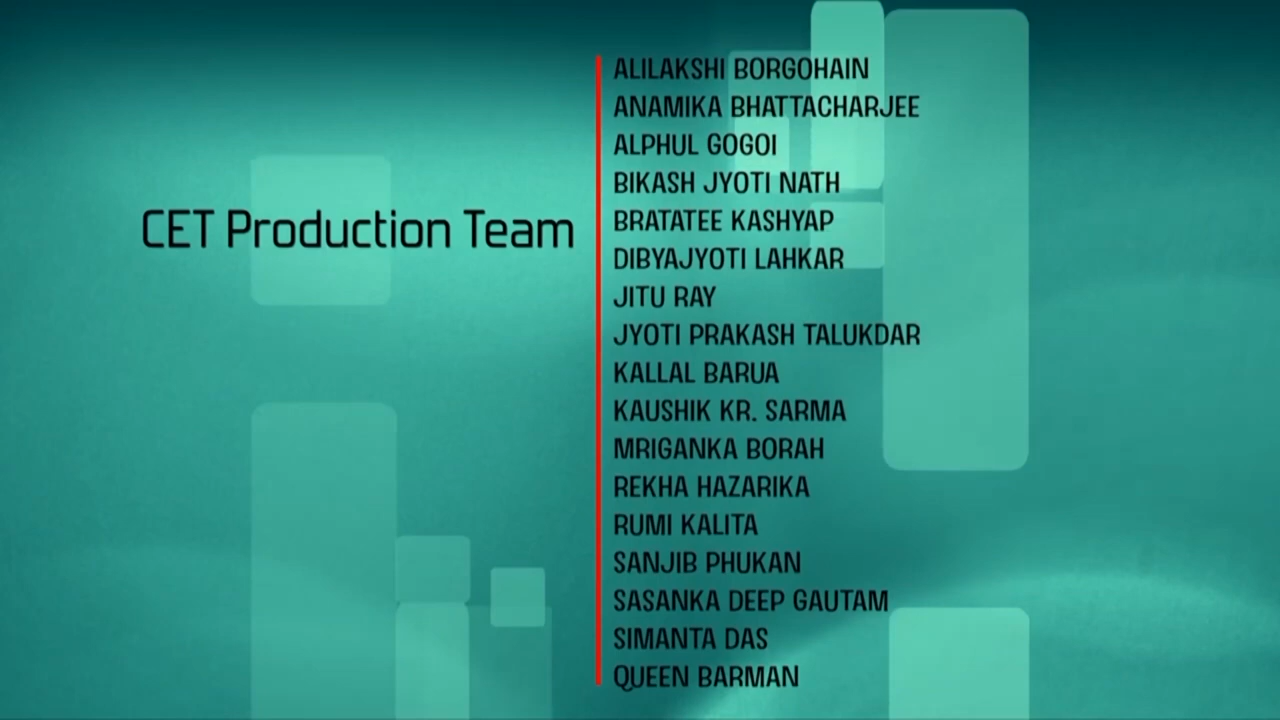 CET Production Team
ALILAKSHI BORGOHAIN
ANAMIKA BHATTACHARJEE
ALPHUL GOGOI
BIKASH JYOTI NATH
BRATATEE KASHYAP
DIBYAJYOTI LAHKAR
JITU RAY
JYOTI PRAKASH TALUKDAR
KALLAL BARUA
KAUSHIK KR. SARMA
MRIGANKA BORAH
REKHA HAZARIKA
RUMI KALITA
SANJIB PHUKAN
SASANKA DEEP GAUTAM
SIMANTA DAS
QUEEN BARMAN